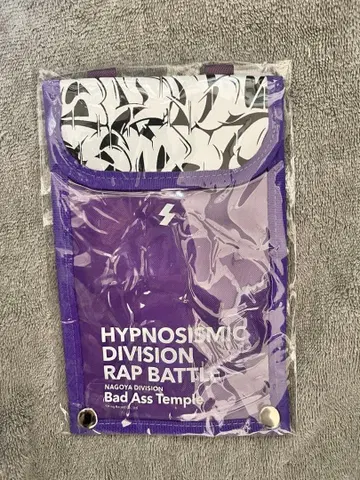 HYPNOSISMIC
DIVISION
RAP BATTLE
NAGOYA DIVISION
Bad Ass Temple